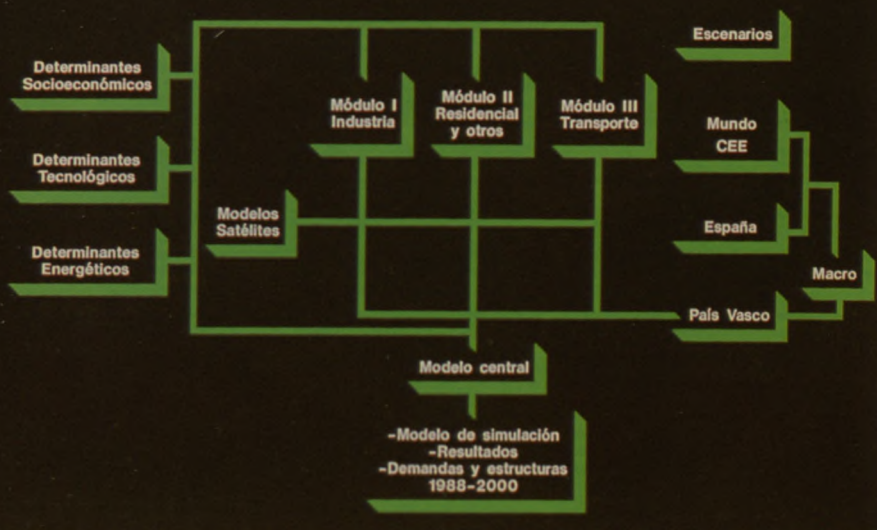 Determinantes
Socioeconómicos
Determinantes
Tecnológicos
Determinantes
Energéticos
Modelos
Satélites
Módulo I
Industria
Módulo II
Residencial
y otros
Módulo III
Transporte
Escenarios
Mundo
CEE
España
Macro
País Vasco
Modelo central
-Modelo de simulación
-Resultados
-Demandas y estructuras
1988-2000